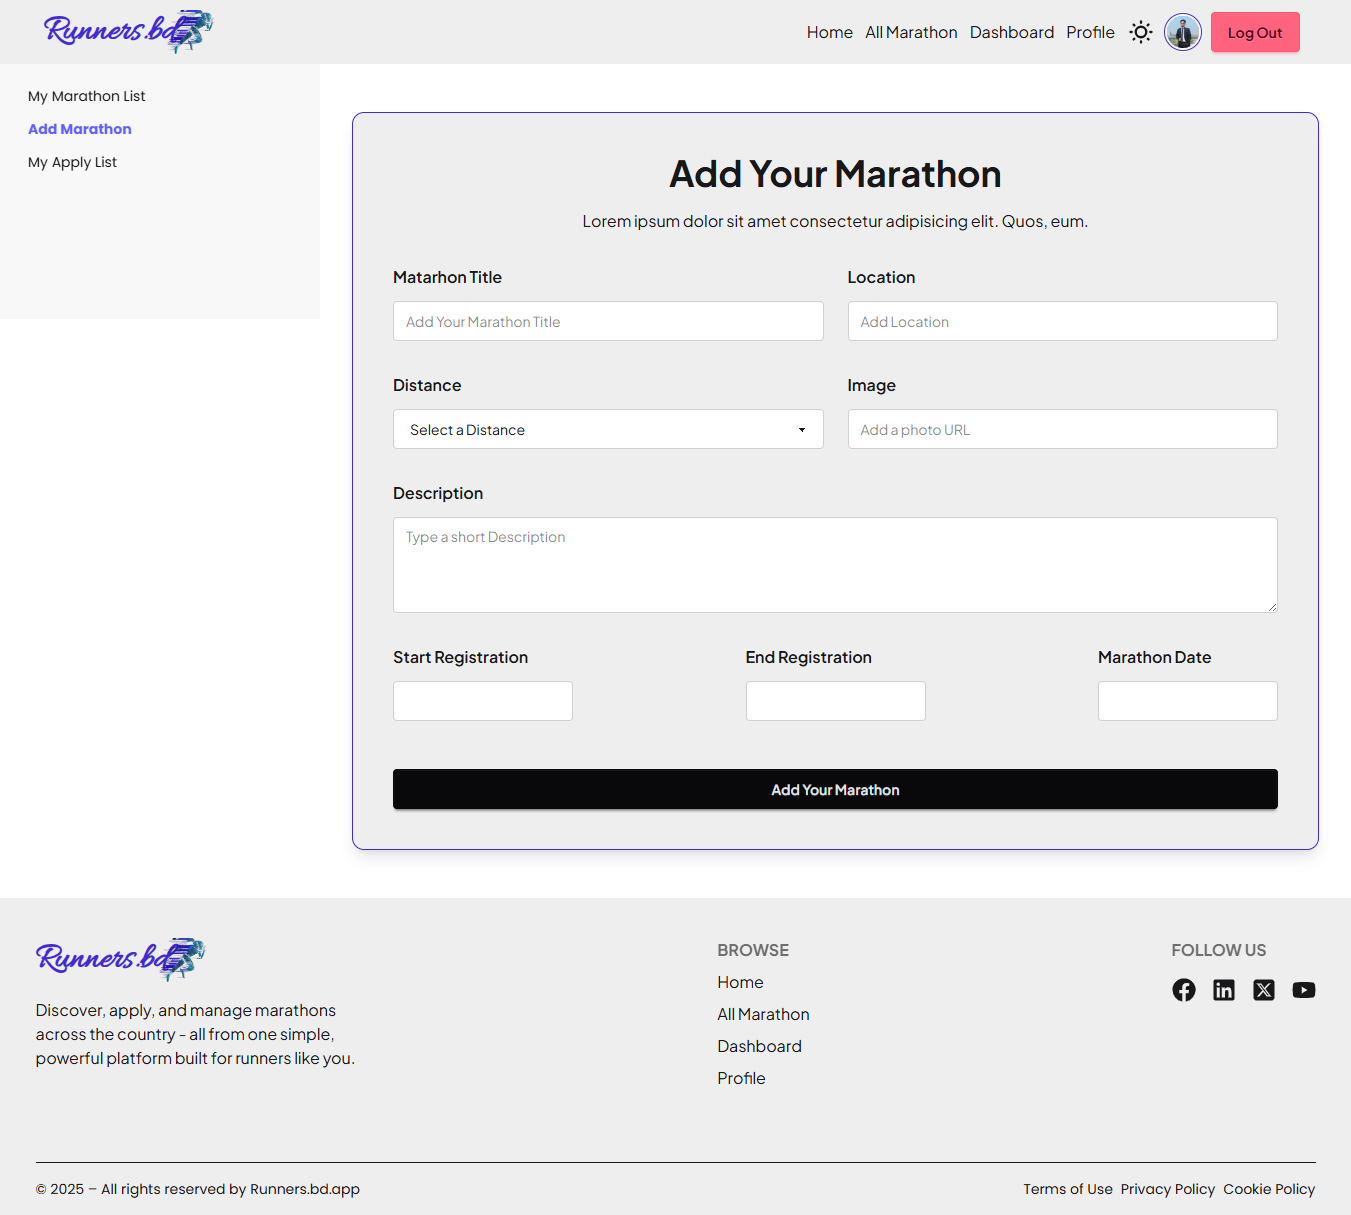 Runners.bd
Home All Marathon Dashboard Profile Log Out
My Marathon List
Add Marathon
My Apply List
Add Your Marathon
Lorem ipsum dolor sit amet consectetur adipisicing elit. Quos, eum.
Matarhon Title Location
Add Your Marathon Title Add Location
Distance Image
Select a Distance Add a photo URL
Description
Type a short Description
Start Registration End Registration Marathon Date
Add Your Marathon
Runners.bd
Discover, apply, and manage marathons
across the country - all from one simple,
powerful platform built for runners like you.
BROWSE
Home
All Marathon
Dashboard
Profile
FOLLOW US
© 2025 – All rights reserved by Runners.bd.app
Terms of Use Privacy Policy Cookie Policy